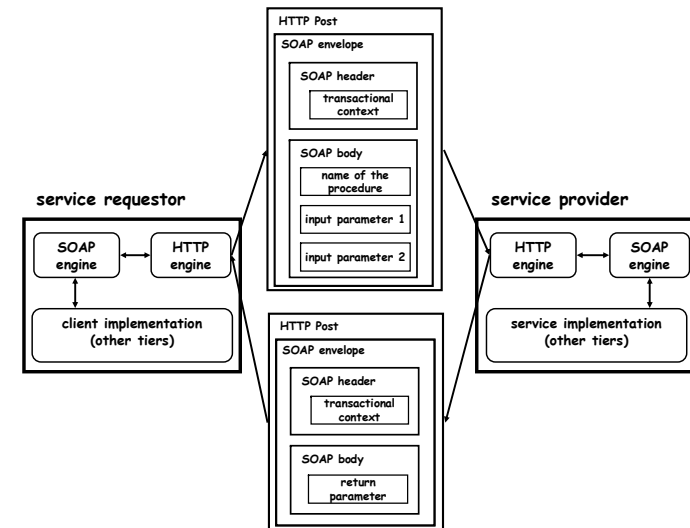 HTTP Post
SOAP envelope
SOAP header
transactional
context
SOAP body
name of the
procedure
input parameter 1
input parameter 2
service requestor
SOAP
engine
HTTP
engine
client implementation
(other tiers)
service provider
HTTP
engine
SOAP
engine
service implementation
(other tiers)
HTTP Post
SOAP envelope
SOAP header
transactional
context
SOAP body
return
parameter